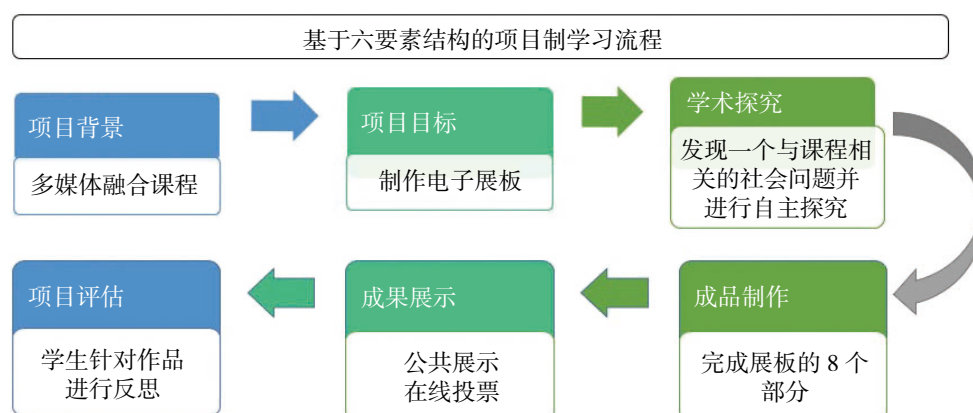 基于六要素结构的项目制学习流程
项目背景
多媒体融合课程
项目目标
制作电子展板
学术探究
发现一个与课程相
关的社会问题并
进行自主探究
成品制作
完成展板的 8 个
部分
成果展示
公共展示
在线投票
项目评估
学生针对作品
进行反思